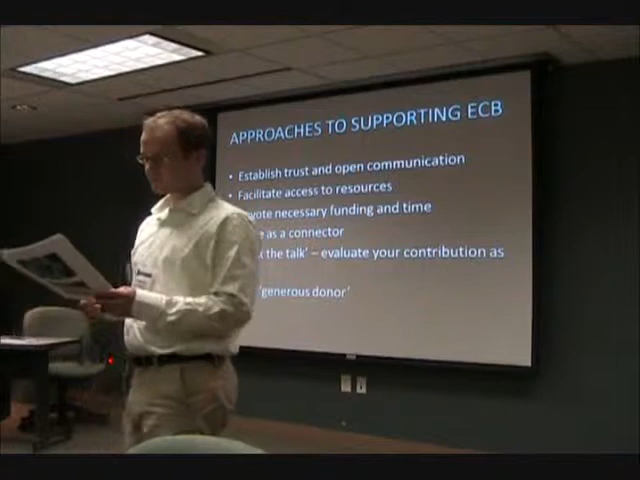 APPROACHES TO SUPPORTING ECB
• Establish trust and open communication
• Facilitate access to resources
necessary funding and time
as a connector
the talk' – evaluate your contribution as
'generous donor'